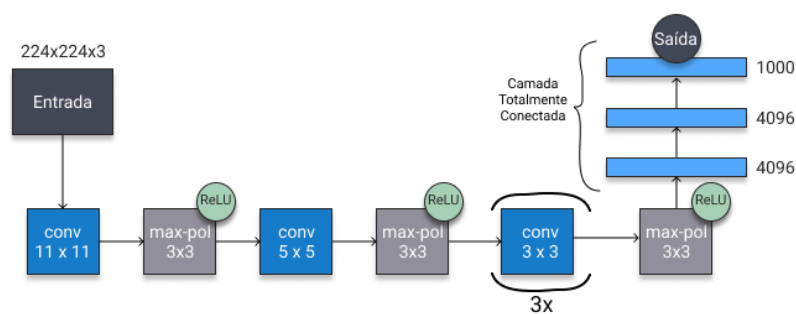 224x224x3
Entrada
conv
11 x 11
ReLU
max-pol
3x3
conv
5 x 5
ReLU
max-pol
3x3
conv
3 x 3
3x
ReLU
max-pol
3x3
Camada
Totalmente
Conectada
4096
4096
1000
Saída